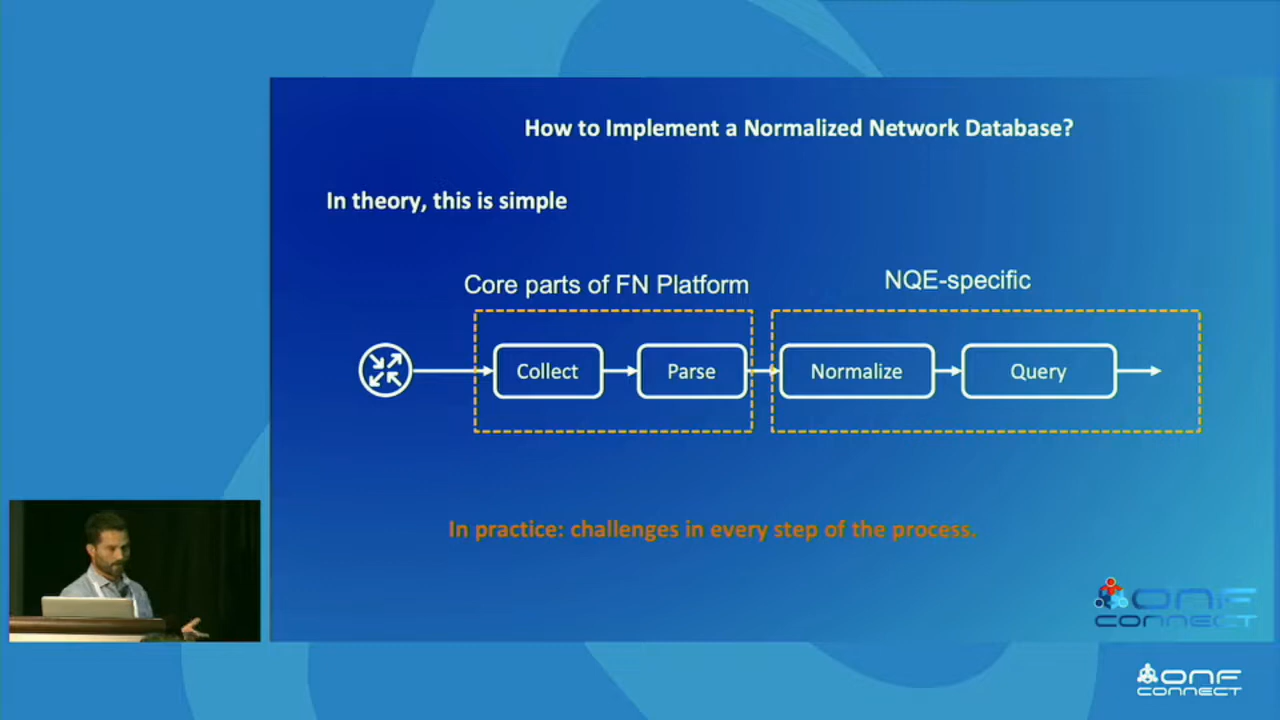 How to Implement a Normalized Network Database?
In theory, this is simple
Core parts of FN Platform
NQE-specific
Collect
Parse
Normalize
Query
In practice: challenges in every step of the process.
ONF
CONNECT
ONF
CONNECT